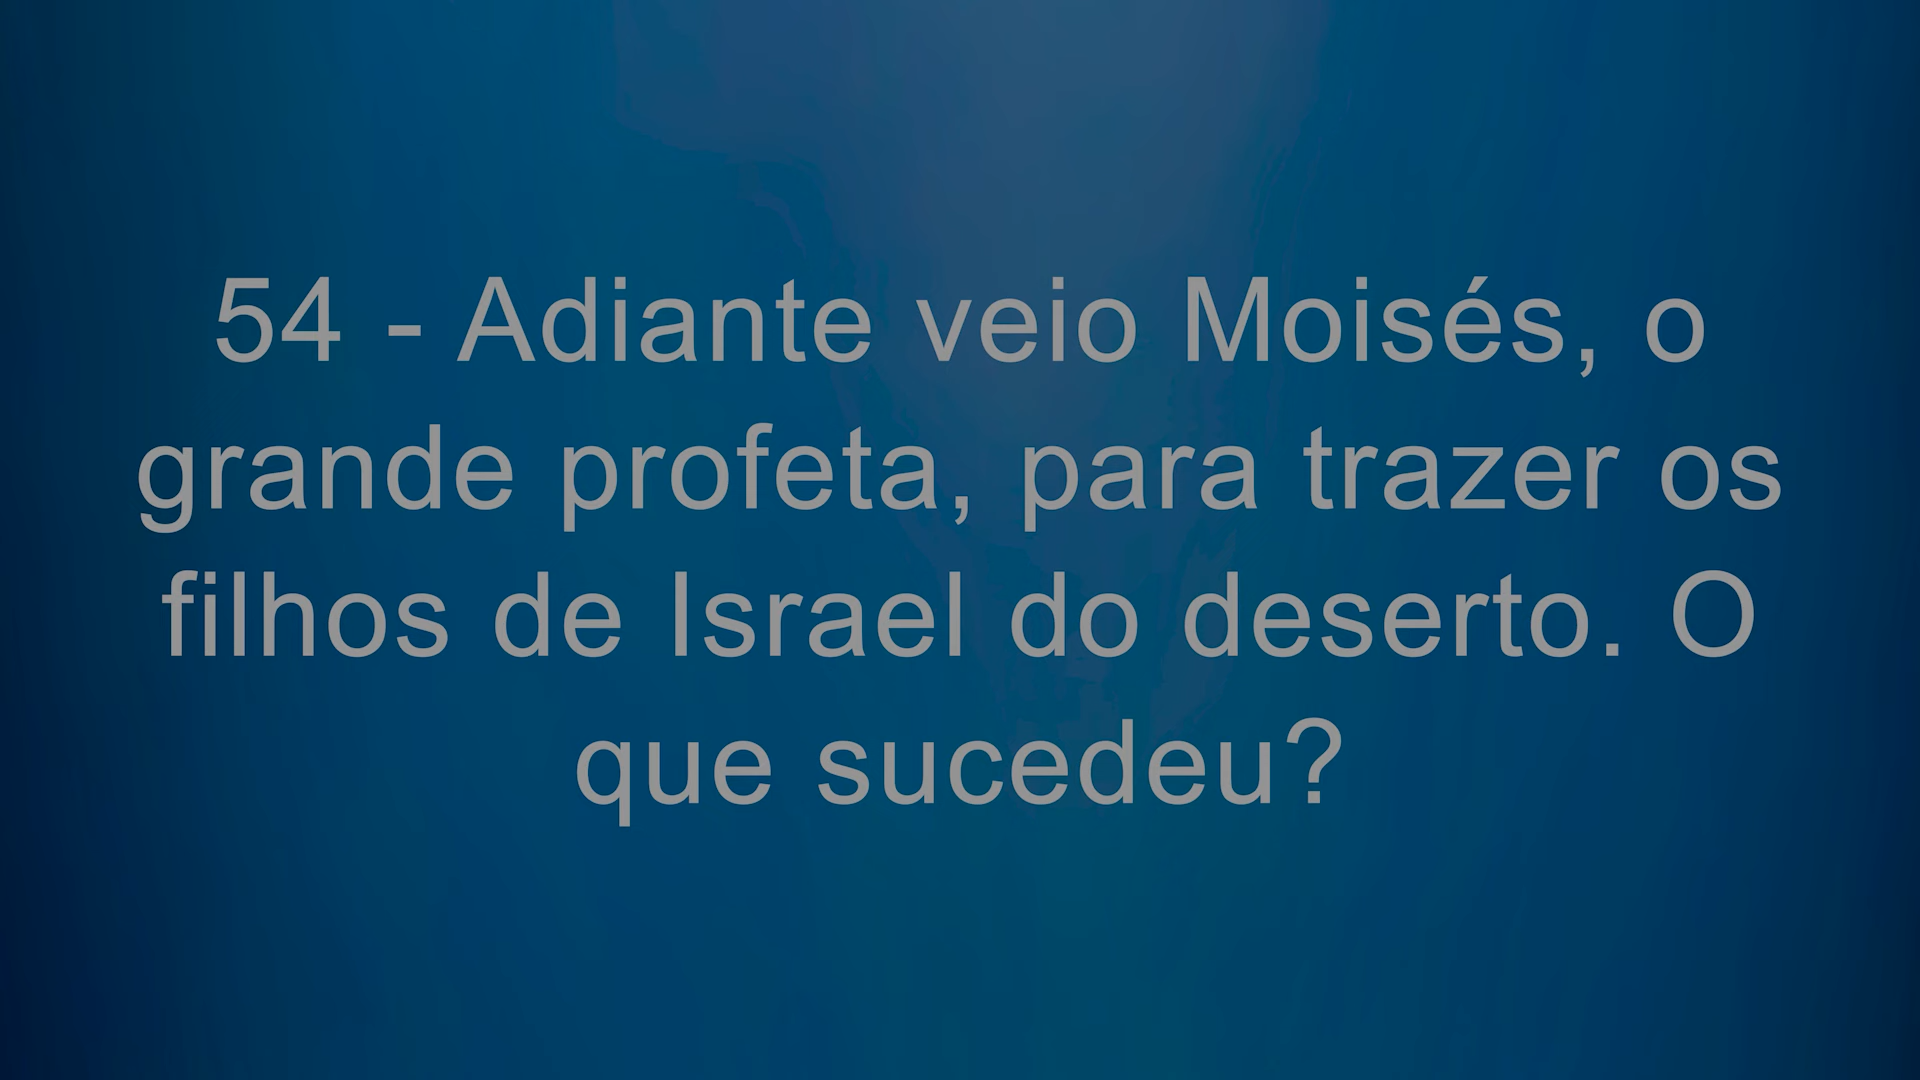 54 - Adiante veio Moisés, o
grande profeta, para trazer os
filhos de Israel do deserto. O
que sucedeu?